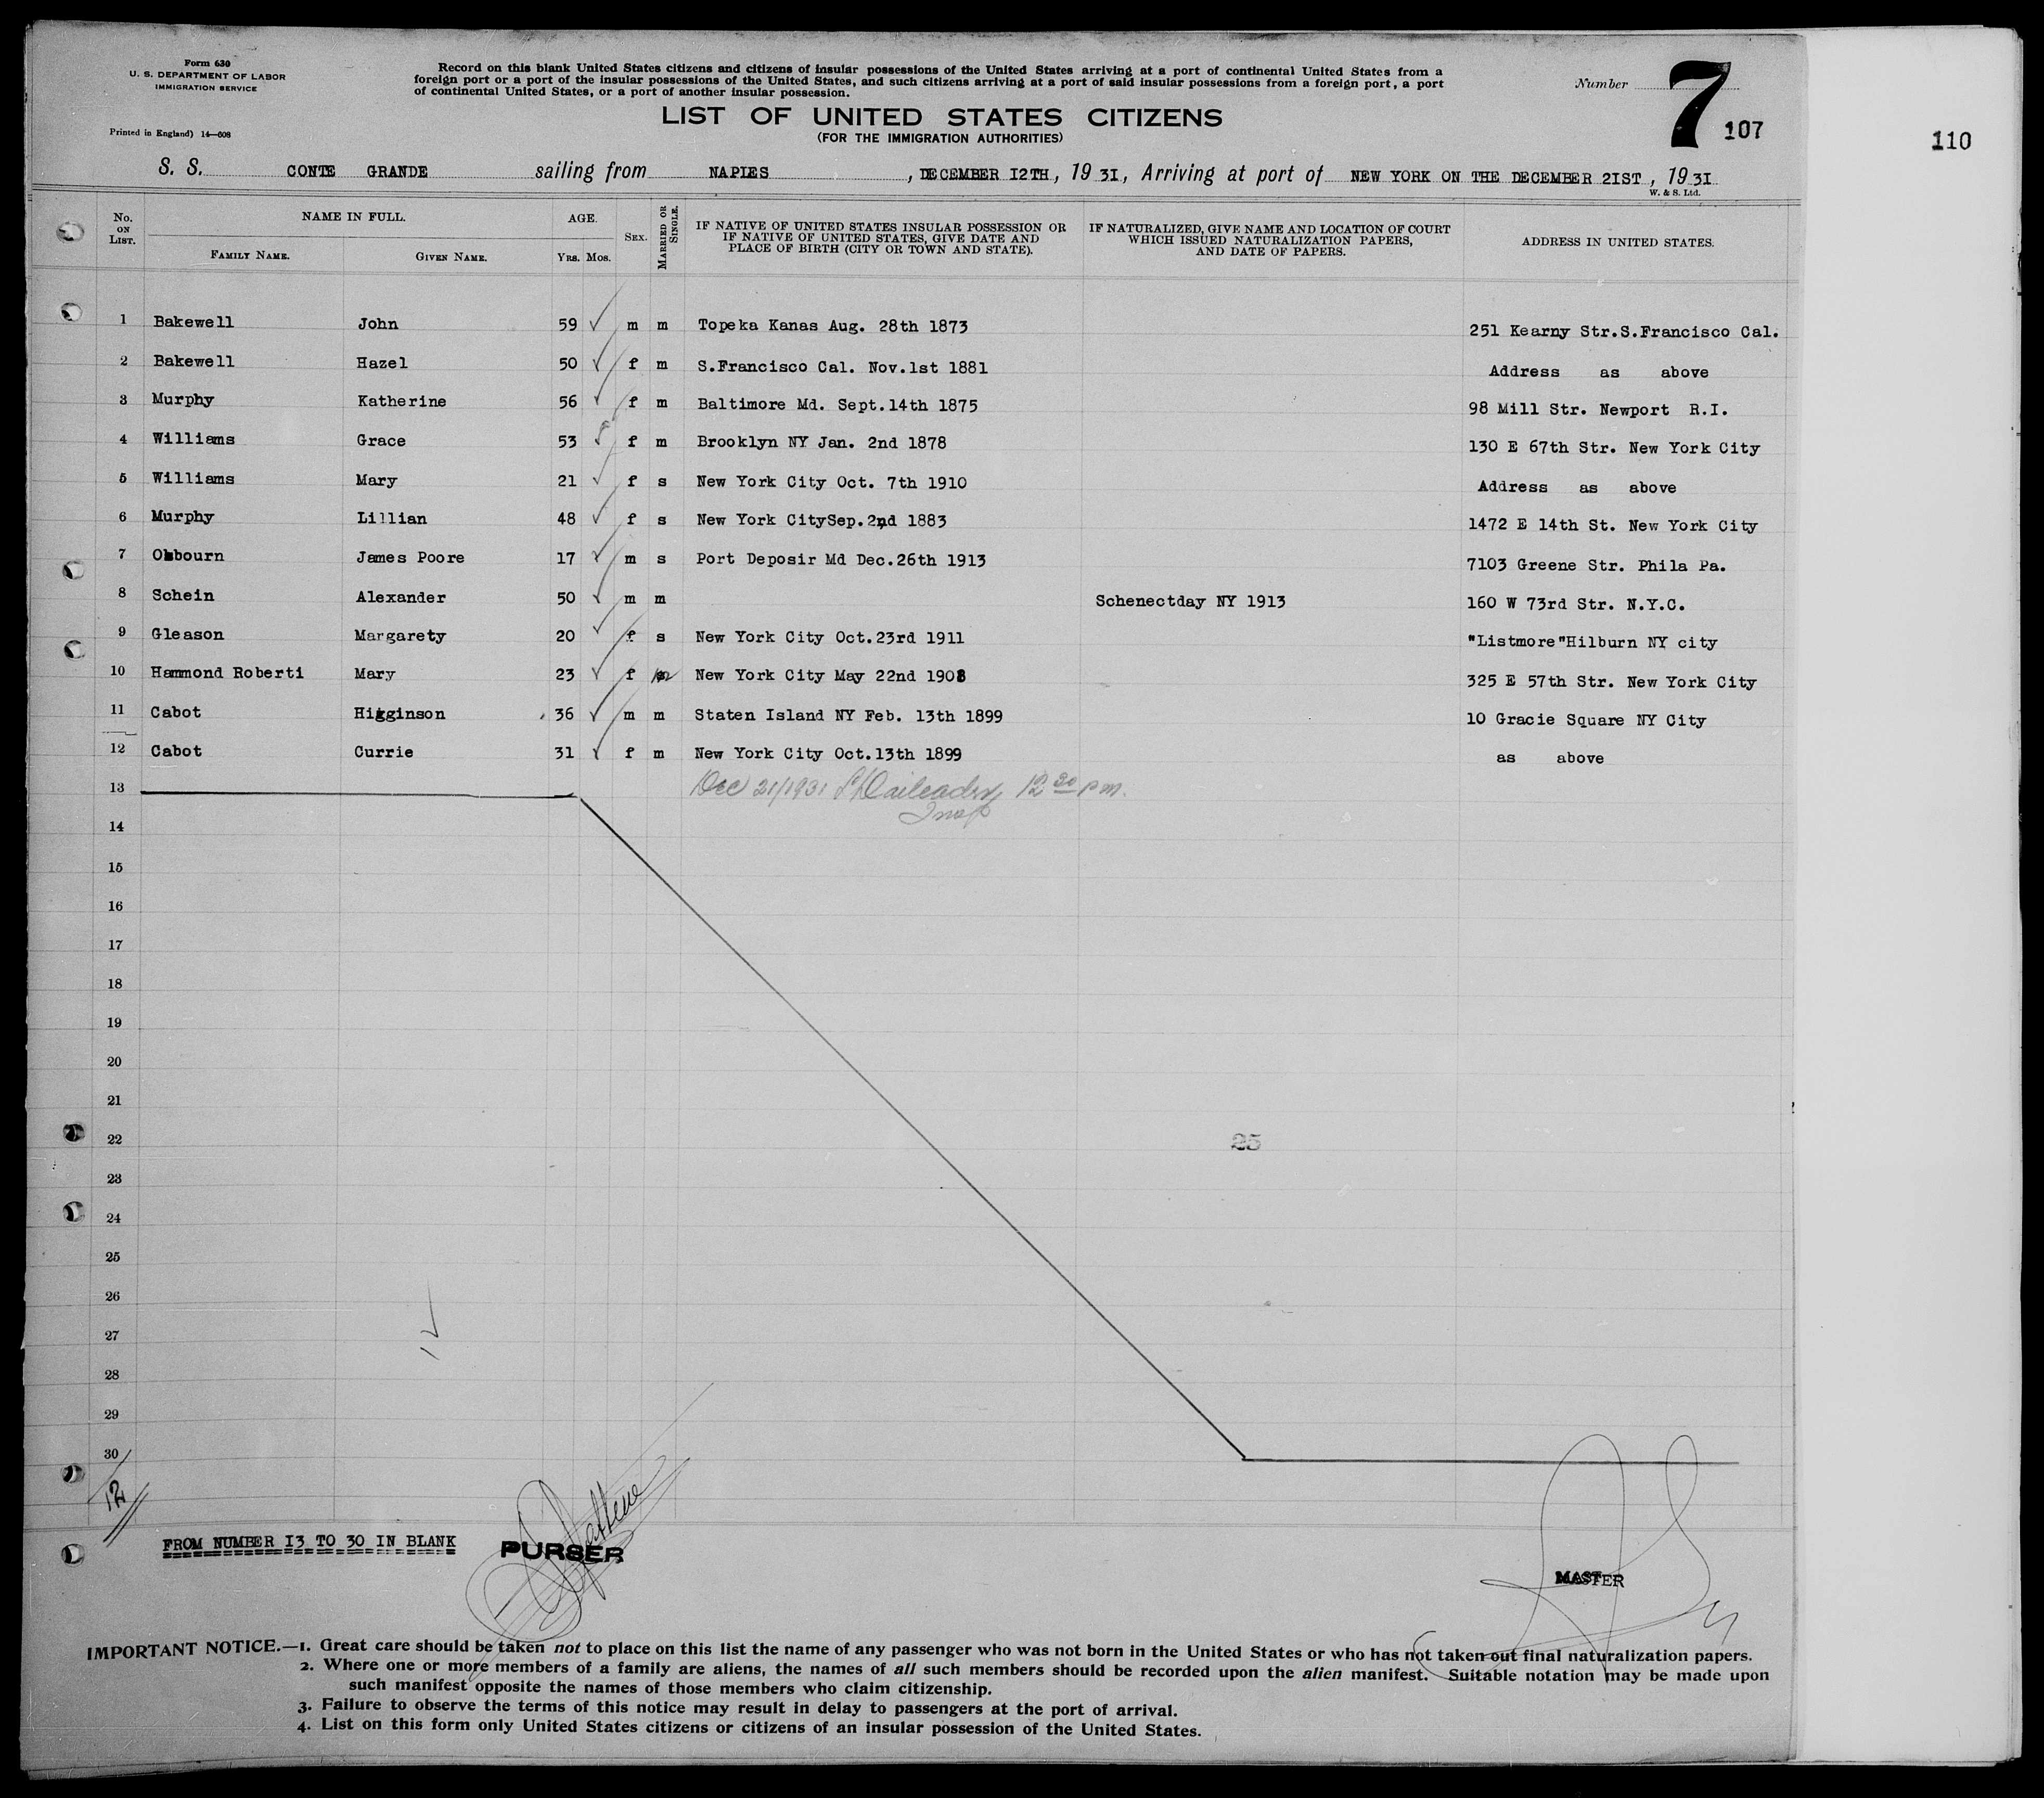 Form 630
U. S. DEPARTMENT OF LABOR
IMMIGRATION SERVICE
Printed in England) 14—608
Record on this blank United States citizens and citizens of insular possessions of the United States arriving at a port of continental United States from a
foreign port or a port of the insular possessions of the United States, and such citizens arriving at a port of said insular possessions from a foreign port, a port
of continental United States, or a port of another insular possession.
Number 7 107
110
LIST OF UNITED STATES CITIZENS
(FOR THE IMMIGRATION AUTHORITIES)
S. S. CONTE GRANDE sailing from NAPLES, DECEMBER I2TH, 19 3I, Arriving at port of NEW YORK ON THE DECEMBER 2IST, 19 3I
W. & S. Ltd.
No. ON LIST. NAME IN FULL. FAMILY NAME. GIVEN NAME. AGE. YRS. MOS. SEX. MARRIED OR SINGLE. IF NATIVE OF UNITED STATES INSULAR POSSESSION OR IF NATIVE OF UNITED STATES, GIVE DATE AND PLACE OF BIRTH (CITY OR TOWN AND STATE). IF NATURALIZED, GIVE NAME AND LOCATION OF COURT WHICH ISSUED NATURALIZATION PAPERS, AND DATE OF PAPERS. ADDRESS IN UNITED STATES.
1 Bakewell John 59 m m Topeka Kanas Aug. 28th 1873 251 Kearny Str.S.Francisco Cal.
2 Bakewell Hazel 50 f m S.Francisco Cal. Nov.1st 1881 Address as above
3 Murphy Katherine 56 f m Baltimore Md. Sept.14th 1875 98 Mill Str. Newport R.I.
4 Williams Grace 53 f m Brooklyn NY Jan. 2nd 1878 130 E 67th Str. New York City
5 Williams Mary 21 f s New York City Oct. 7th 1910 Address as above
6 Murphy Lillian 48 f s New York CitySep.2nd 1883 1472 E 14th St. New York City
7 James Poore 17 m s Port Deposir Md Dec.26th 1913 7103 Greene Str. Phila Pa.
8 Schein Alexander 50 m m Schenectday NY 1913 160 W 73rd Str. N.Y.C.
9 Gleason Margarety 20 f s New York City Oct.23rd 1911 "Listmore"Hilburn NY city
10 Hammond Roberti Mary 23 f m New York City May 22nd 1908 325 E 57th Str. New York City
11 Cabot Higginson 36 m m Staten Island NY Feb. 13th 1899 10 Gracie Square NY City
12 Cabot Currie 31 f m New York City Oct.13th 1899 as above
13 Dec 21/1931 12 20 pm.
Insp
14
15
16
17
18
19
20
21
22 25
23
24
25
26
27
28
29
30
12
FROM NUMBER I3 TO 30 IN BLANK
PURSER
MASTER
IMPORTANT NOTICE.—1. Great care should be taken not to place on this list the name of any passenger who was not born in the United States or who has not taken out final naturalization papers.
2. Where one or more members of a family are aliens, the names of all such members should be recorded upon the alien manifest. Suitable notation may be made upon
such manifest opposite the names of those members who claim citizenship.
3. Failure to observe the terms of this notice may result in delay to passengers at the port of arrival.
4. List on this form only United States citizens or citizens of an insular possession of the United States.